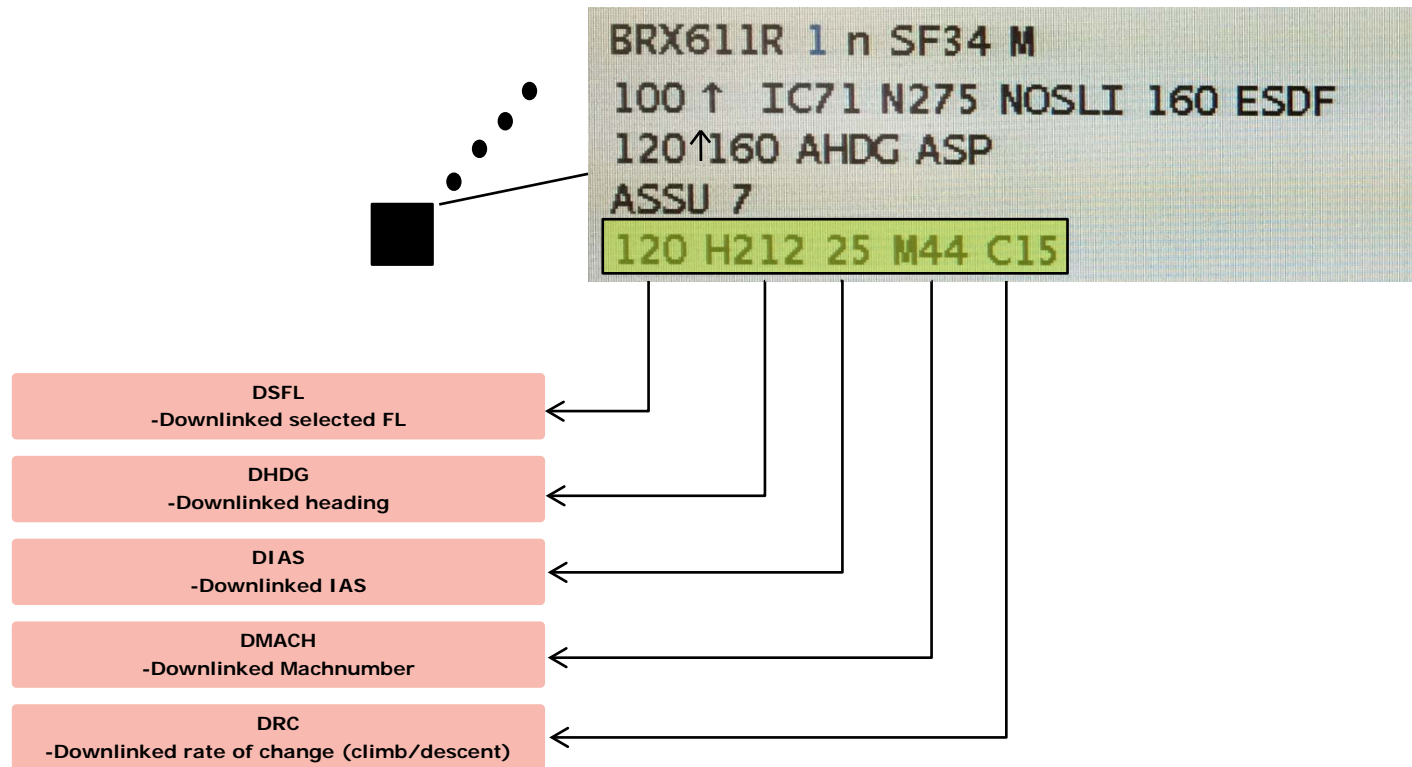 BRX611R 1 n SF34 M
100 ↑ IC71 N275 NOSLI 160 ESDF
120↑160 AHDG ASP
ASSU 7
120 H212 25 M44 C15
DSFL
-Downlinked selected FL
DHDG
-Downlinked heading
DIAS
-Downlinked IAS
DMACH
-Downlinked Machnumber
DRC
-Downlinked rate of change (climb/descent)